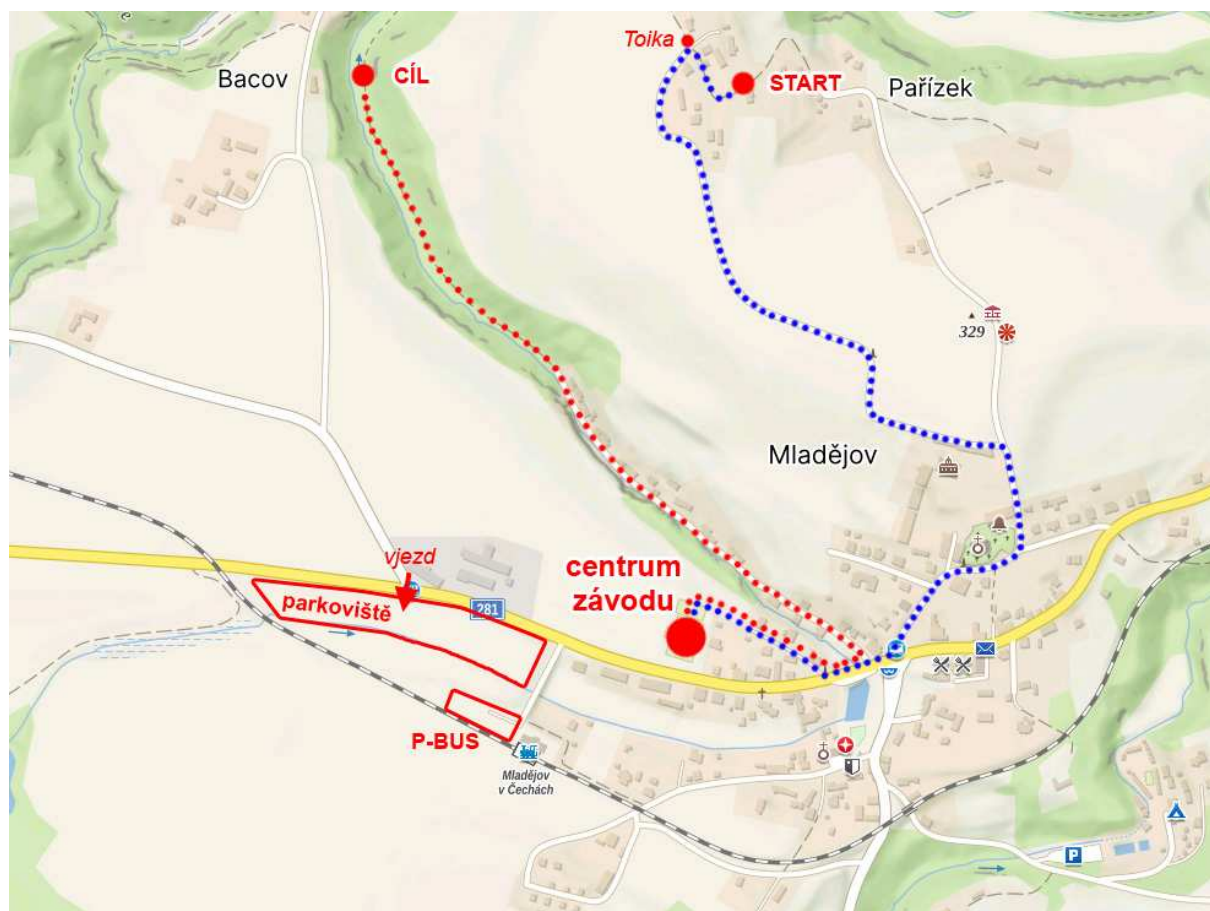 Toika
Bacov
CÍL
START
Pařízek
329
Mladějov
centrum
závodu
vjezd
parkoviště
281
P-BUS
Mladějov
v Čechách
P